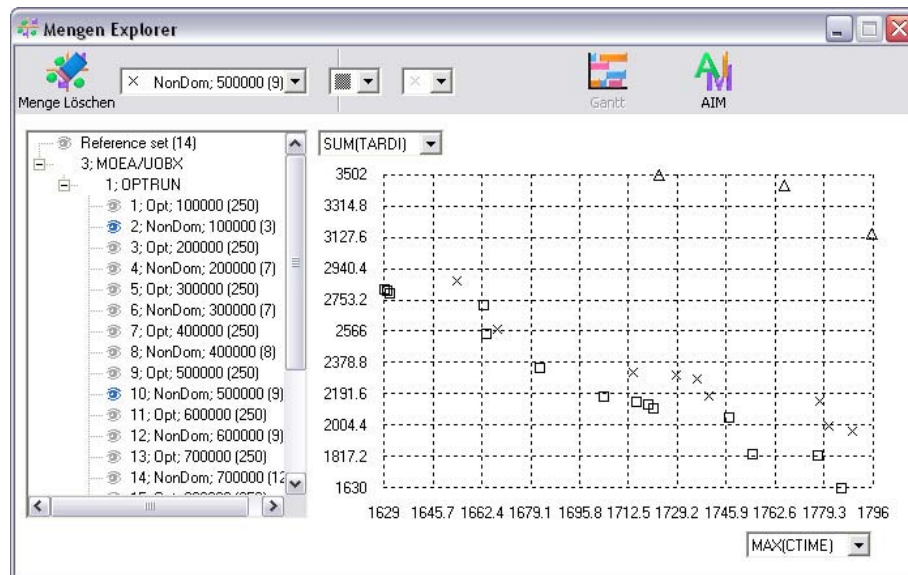 Mengen Explorer
Menge Löschen
NonDom; 500000 (9)
Gantt
AIM
Reference set (14)
3; MOEA/UOBX
1; OPTRUN
1; Opt; 100000 (250)
2; NonDom; 100000 (3)
3; Opt; 200000 (250)
4; NonDom; 200000 (7)
5; Opt; 300000 (250)
6; NonDom; 300000 (7)
7; Opt; 400000 (250)
8; NonDom; 400000 (8)
9; Opt; 500000 (250)
10; NonDom; 500000 (9)
11; Opt; 600000 (250)
12; NonDom; 600000 (9)
13; Opt; 700000 (250)
14; NonDom; 700000 (12
SUM(TARDI)
3502
3314.8
3127.6
2940.4
2753.2
2566
2378.8
2191.6
2004.4
1817.2
1630
1629 1645.7 1662.4 1679.1 1695.8 1712.5 1729.2 1745.9 1762.6 1779.3 1796
MAX(CTIME)